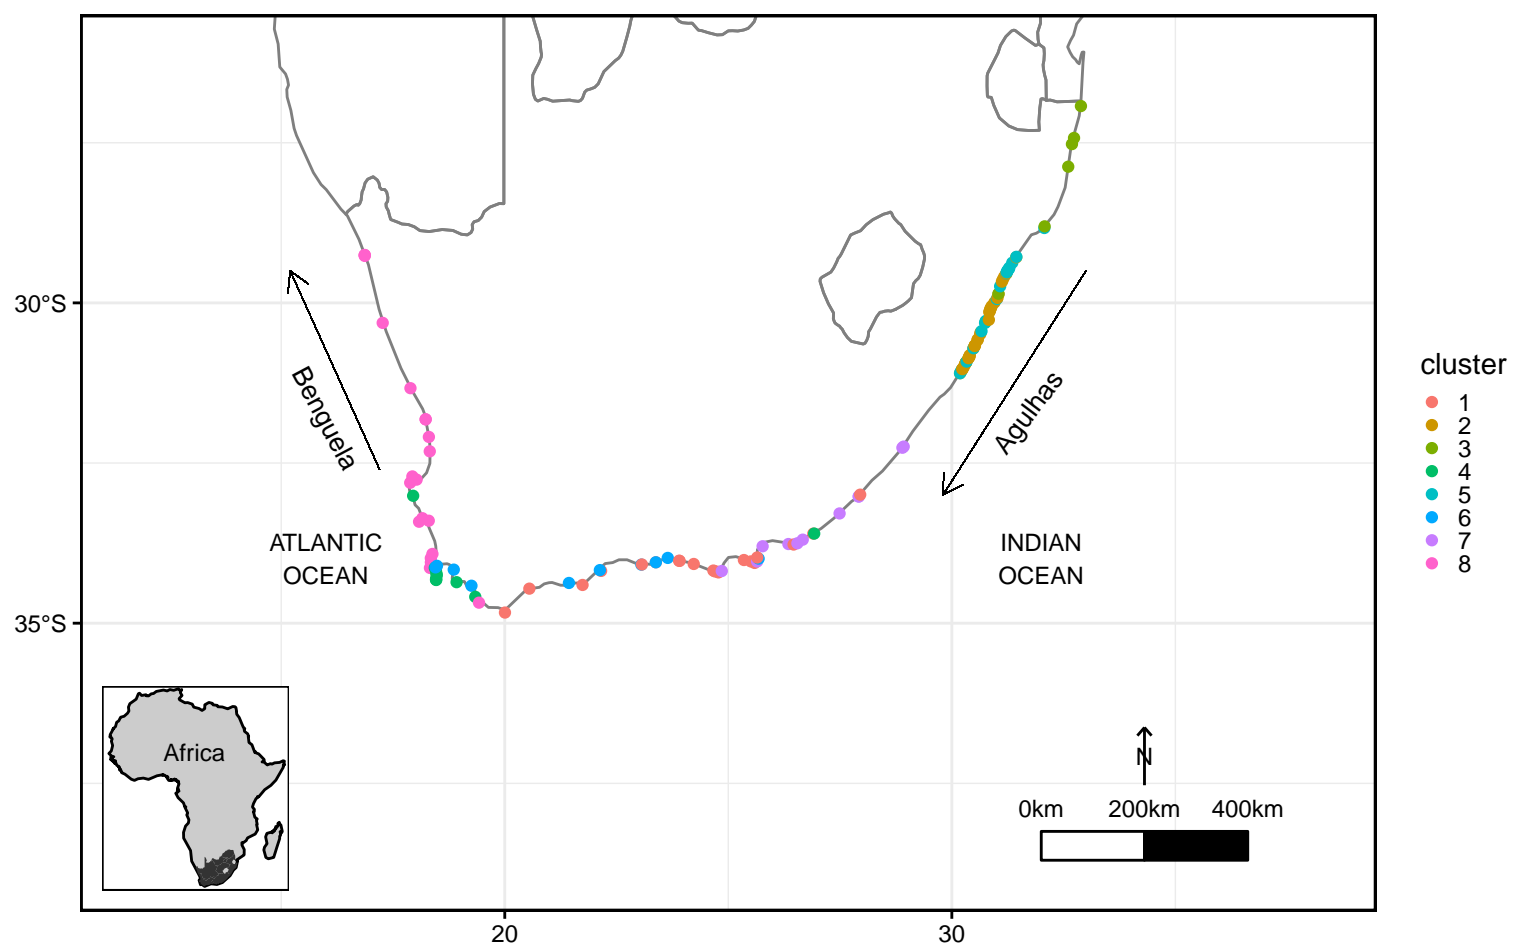 30°S
35°S
20
30
Benguela
Agulhas
ATLANTIC
OCEAN
INDIAN
OCEAN
Africa
N
0km 200km 400km
cluster
1
2
3
4
5
6
7
8